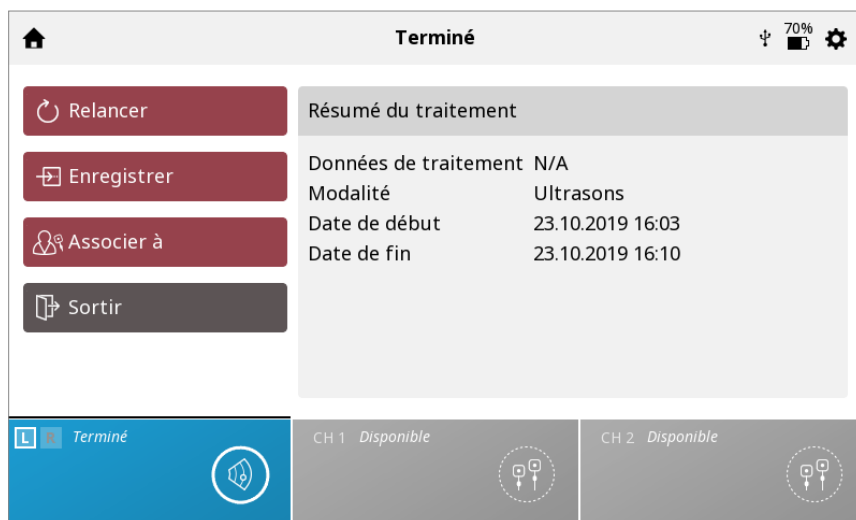 Terminé
70%
Relancer
Enregistrer
Associer à
Sortir
Résumé du traitement
Données de traitement N/A
Modalité Ultrasons
Date de début 23.10.2019 16:03
Date de fin 23.10.2019 16:10
L R Terminé
CH 1 Disponible
CH 2 Disponible